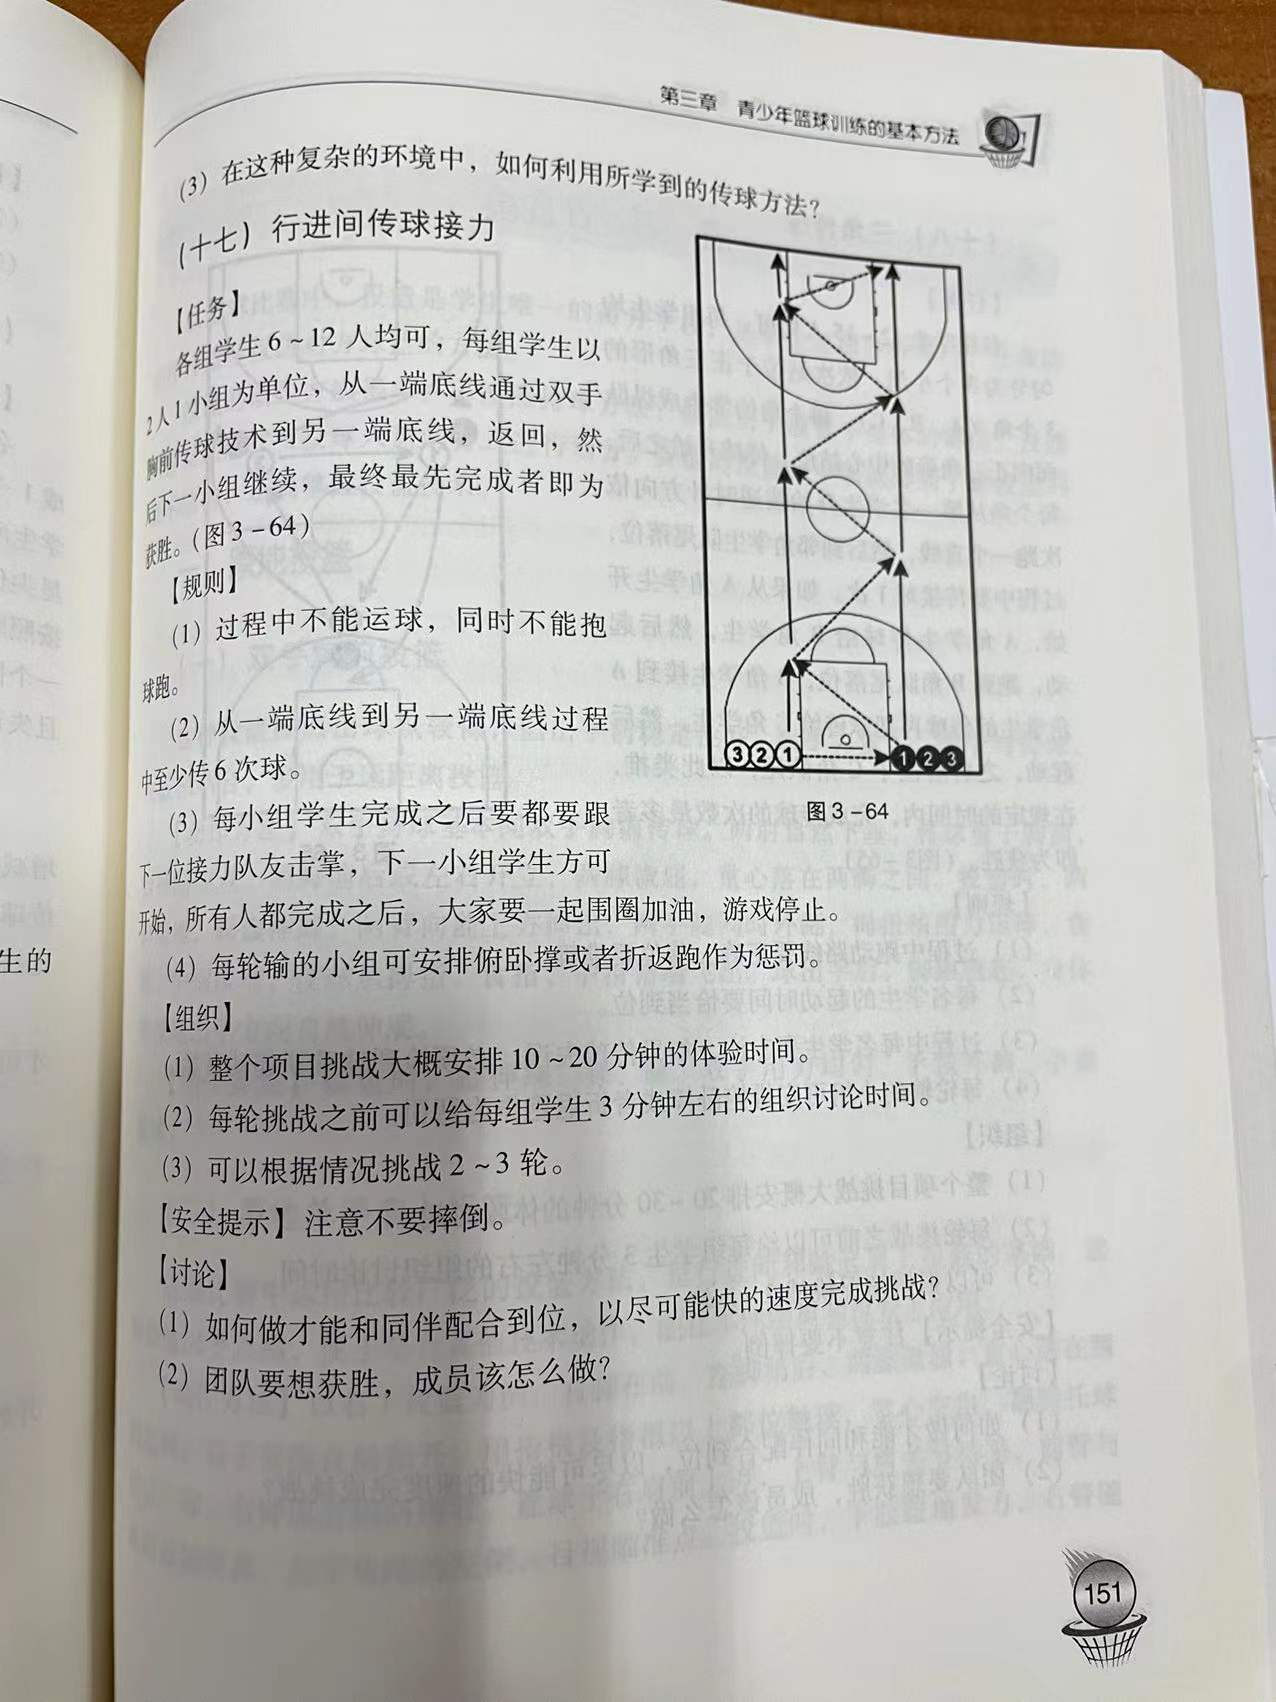 第三章 青少年篮球训练的基本方法
(3) 在这种复杂的环境中，如何利用所学到的传球方法？
(十七) 行进间传球接力
【任务】
各组学生6～12人均可，每组学生以
2人1小组为单位，从一端底线通过双手
胸前传球技术到另一端底线，返回，然
后下一小组继续，最终最先完成者即为
获胜。(图3-64)
【规则】
(1) 过程中不能运球，同时不能抱
球跑。
(2) 从一端底线到另一端底线过程
中至少传6次球。
(3) 每小组学生完成之后要都要跟
下一位接力队友击掌，下一小组学生方可
开始，所有人都完成之后，大家要一起围圈加油，游戏停止。
(4) 每轮输的小组可安排俯卧撑或者折返跑作为惩罚。
【组织】
(1) 整个项目挑战大概安排10～20分钟的体验时间。
(2) 每轮挑战之前可以给每组学生3分钟左右的组织讨论时间。
(3) 可以根据情况挑战2～3轮。
【安全提示】注意不要摔倒。
【讨论】
(1) 如何做才能和同伴配合到位，以尽可能快的速度完成挑战？
(2) 团队要想获胜，成员该怎么做？
③②① ①②③
图3-64
151
生的